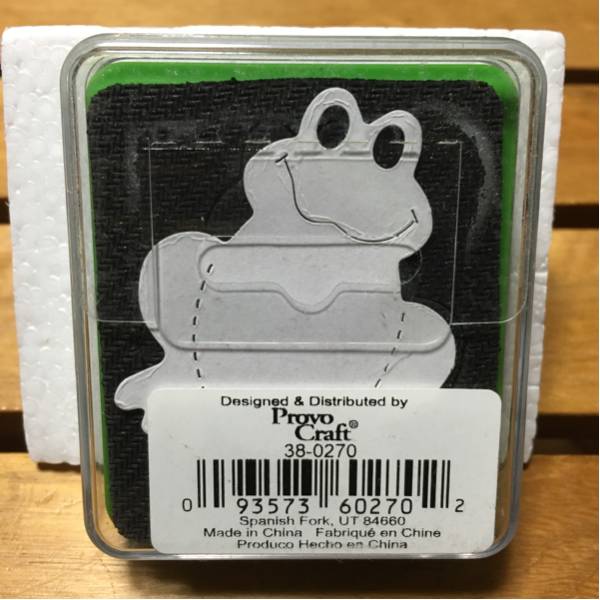 Designed & Distributed by
Provo
Craft®
38-0270
0 93573 60270 2
Spanish Fork, UT 84660
Made in China Fabriqué en Chine
Produco Hecho en China